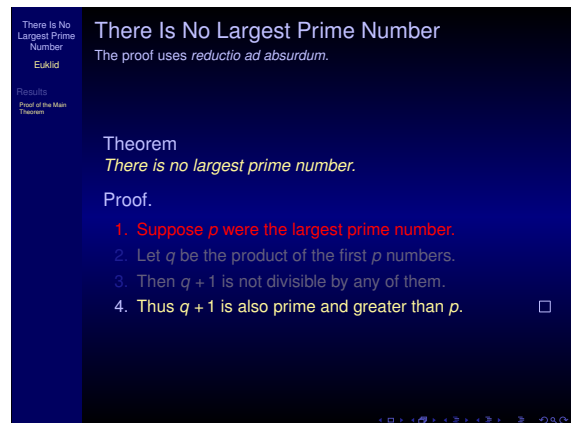 There Is No
Largest Prime
Number
Euklid
Results
Proof of the Main
Theorem
There Is No Largest Prime Number
The proof uses reductio ad absurdum.
Theorem
There is no largest prime number.
Proof.
1. Suppose p were the largest prime number.
2. Let q be the product of the first p numbers.
3. Then q + 1 is not divisible by any of them.
4. Thus q + 1 is also prime and greater than p. □